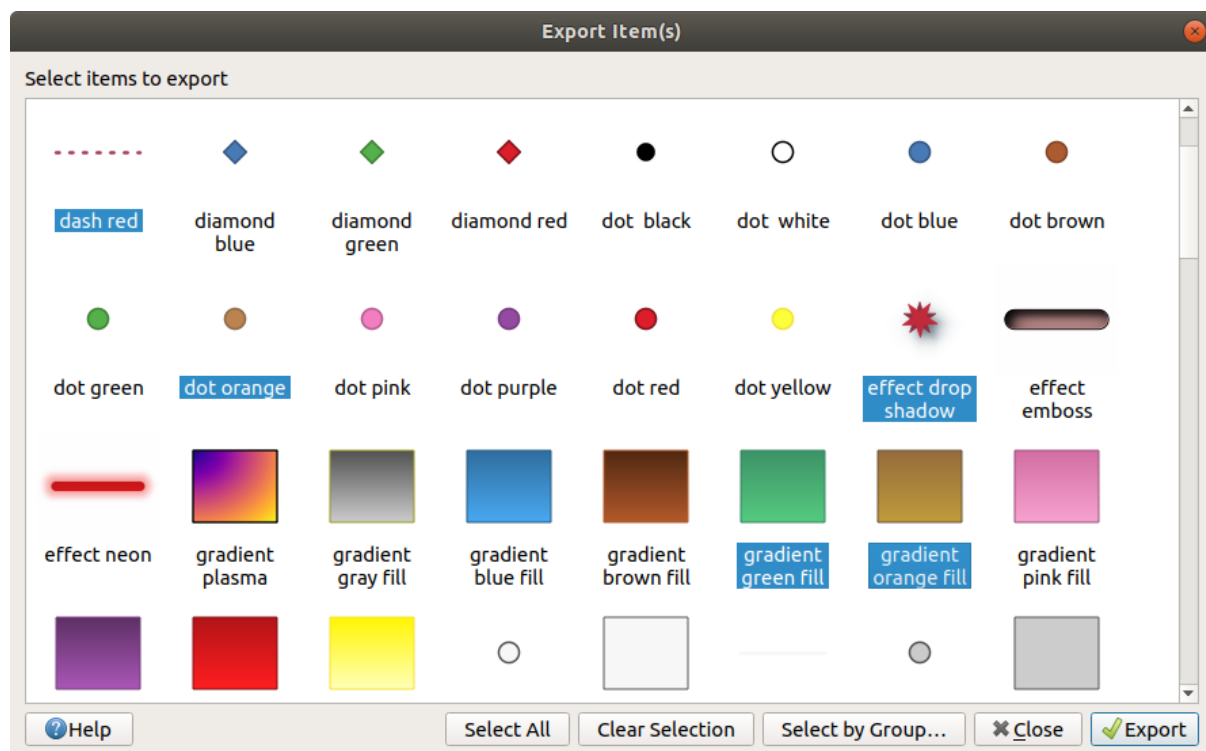 Export Item(s)
Select items to export
dash red
diamond
blue
diamond
green
diamond red
dot  black
dot  white
dot blue
dot brown
dot green
dot orange
dot pink
dot purple
dot red
dot yellow
effect drop
shadow
effect
emboss
effect neon
gradient
plasma
gradient
gray fill
gradient
blue fill
gradient
brown fill
gradient
green fill
gradient
orange fill
gradient
pink fill
Help
Select All
Clear Selection
Select by Group...
Close
Export